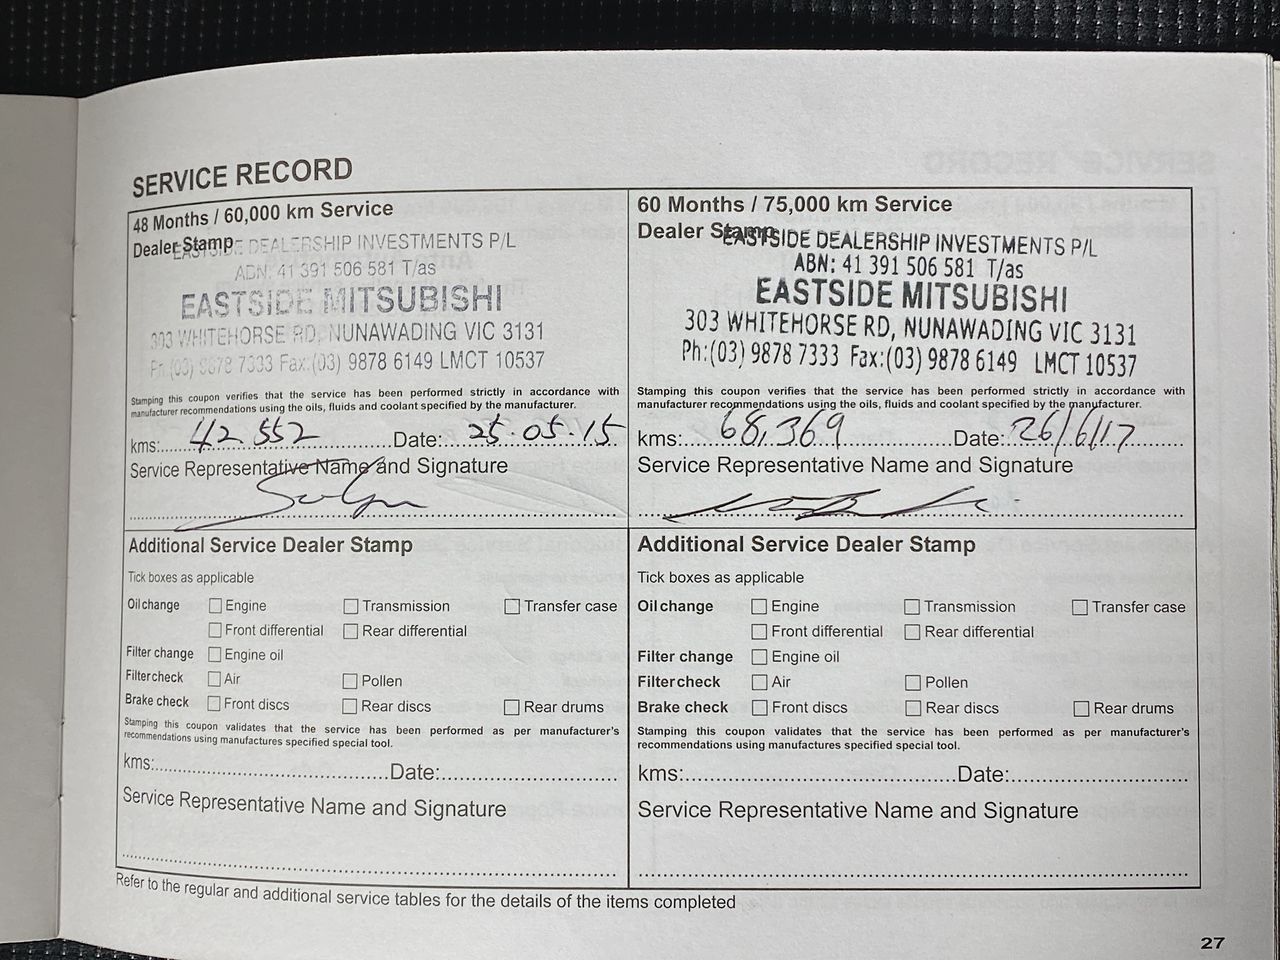 SERVICE RECORD
48 Months / 60,000 km Service
Dealer Stamp
EASTSIDE DEALERSHIP INVESTMENTS P/L
ABN: 41 391 506 581 T/as
EASTSIDE MITSUBISHI
303 WHITEHORSE RD, NUNAWADING VIC 3131
Ph:(03) 9878 7333 Fax:(03) 9878 6149 LMCT 10537
Stamping this coupon verifies that the service has been performed strictly in accordance with
manufacturer recommendations using the oils, fluids and coolant specified by the manufacturer.
kms: 42.552 Date: 25.05.15
Service Representative Name and Signature
Additional Service Dealer Stamp
Tick boxes as applicable
Oil change Engine Transmission Transfer case
Front differential Rear differential
Filter change Engine oil
Filter check Air Pollen
Brake check Front discs Rear discs Rear drums
Stamping this coupon validates that the service has been performed as per manufacturer's
recommendations using manufactures specified special tool.
kms: Date:
Service Representative Name and Signature
60 Months / 75,000 km Service
Dealer Stamp
EASTSIDE DEALERSHIP INVESTMENTS P/L
ABN: 41 391 506 581 T/as
EASTSIDE MITSUBISHI
303 WHITEHORSE RD, NUNAWADING VIC 3131
Ph:(03) 9878 7333 Fax:(03) 9878 6149 LMCT 10537
Stamping this coupon verifies that the service has been performed strictly in accordance with
manufacturer recommendations using the oils, fluids and coolant specified by the manufacturer.
kms: 68,369 Date: 26/6/17
Service Representative Name and Signature
Additional Service Dealer Stamp
Tick boxes as applicable
Oil change Engine Transmission Transfer case
Front differential Rear differential
Filter change Engine oil
Filter check Air Pollen
Brake check Front discs Rear discs Rear drums
Stamping this coupon validates that the service has been performed as per manufacturer's
recommendations using manufactures specified special tool.
kms: Date:
Service Representative Name and Signature
Refer to the regular and additional service tables for the details of the items completed
27